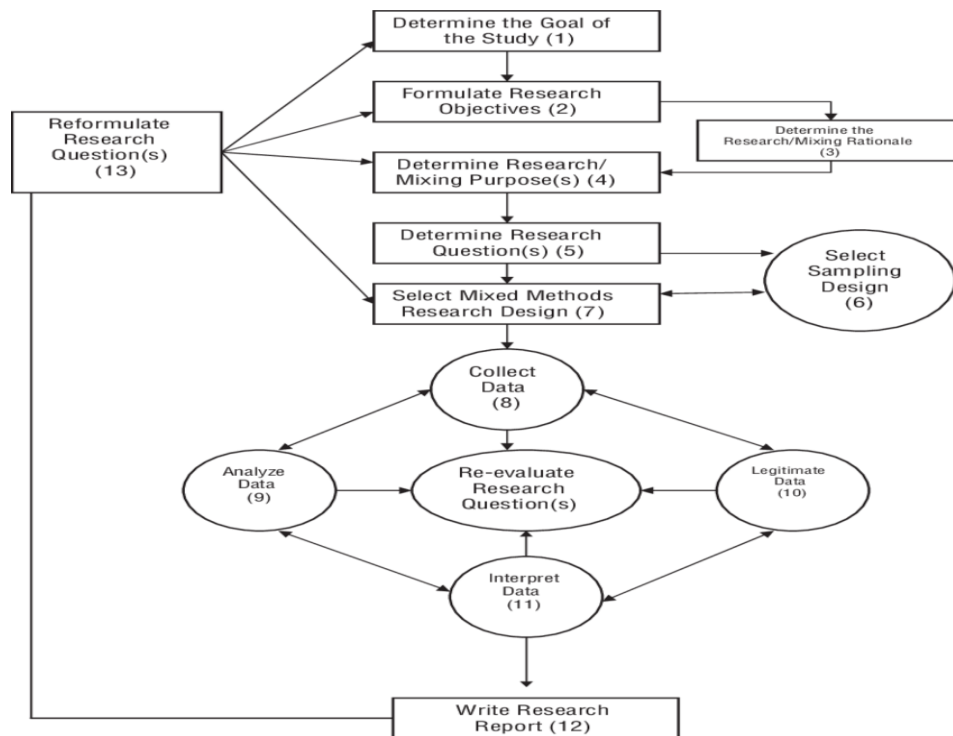 Determine the Goal of
the Study (1)
Formulate Research
Objectives (2)
Reformulate
Research
Question(s)
(13)
Determine the
Research/Mixing Rationale
(3)
Determine Research/
Mixing Purpose(s) (4)
Determine Research
Question(s) (5)
Select
Sampling
Design
(6)
Select Mixed Methods
Research Design (7)
Collect
Data
(8)
Analyze
Data
(9)
Re-evaluate
Research
Question(s)
Legitimate
Data
(10)
Interpret
Data
(11)
Write Research
Report (12)